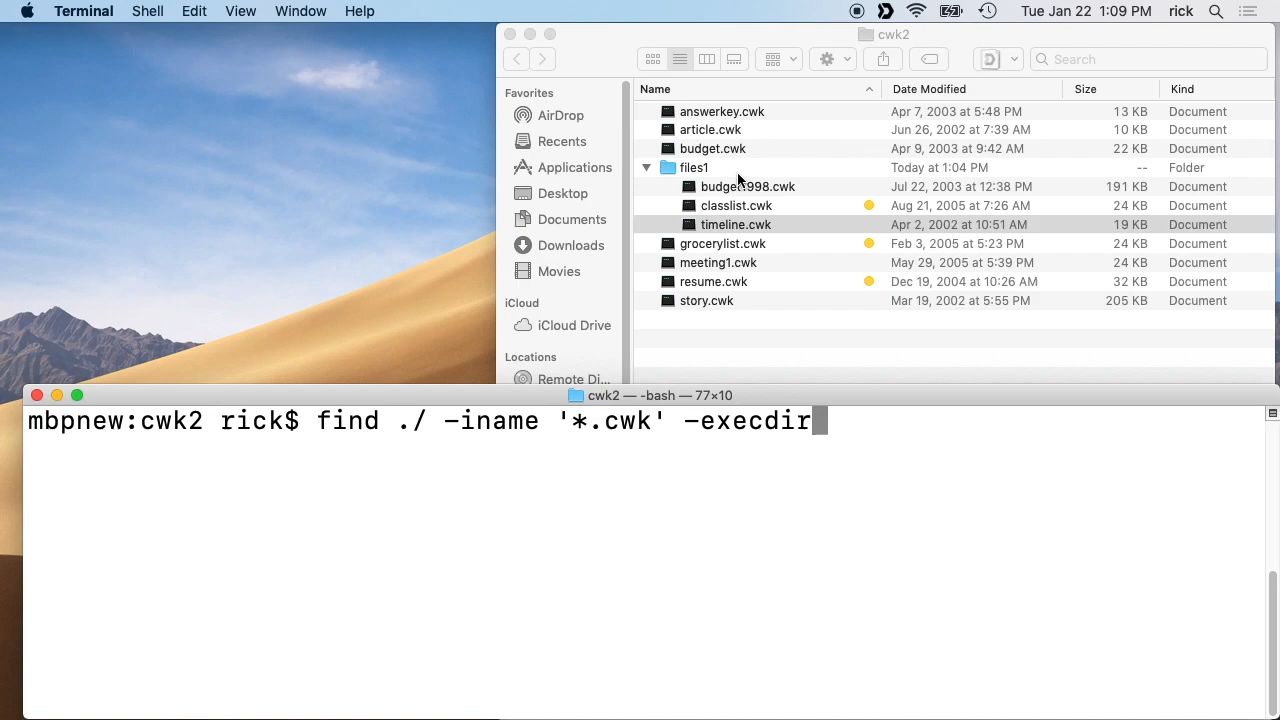 Terminal Shell Edit View Window Help Tue Jan 22 1:09 PM rick
cwk2
Search
Favorites
AirDrop
Recents
Applications
Desktop
Documents
Downloads
Movies
iCloud
iCloud Drive
Locations
Remote Di...
Name Date Modified Size Kind
answerkey.cwk Apr 7, 2003 at 5:48 PM 13 KB Document
article.cwk Jun 26, 2002 at 7:39 AM 10 KB Document
budget.cwk Apr 9, 2003 at 9:42 AM 22 KB Document
files1 Today at 1:04 PM -- Folder
Jul 22, 2003 at 12:38 PM 191 KB Document
classlist.cwk Aug 21, 2005 at 7:26 AM 24 KB Document
timeline.cwk Apr 2, 2002 at 10:51 AM 19 KB Document
grocerylist.cwk Feb 3, 2005 at 5:23 PM 24 KB Document
meeting1.cwk May 29, 2005 at 5:39 PM 24 KB Document
resume.cwk Dec 19, 2004 at 10:26 AM 32 KB Document
story.cwk Mar 19, 2002 at 5:55 PM 205 KB Document
cwk2 — -bash — 77×10
mbpnew:cwk2 rick$ find ./ -iname '*.cwk' -execdir